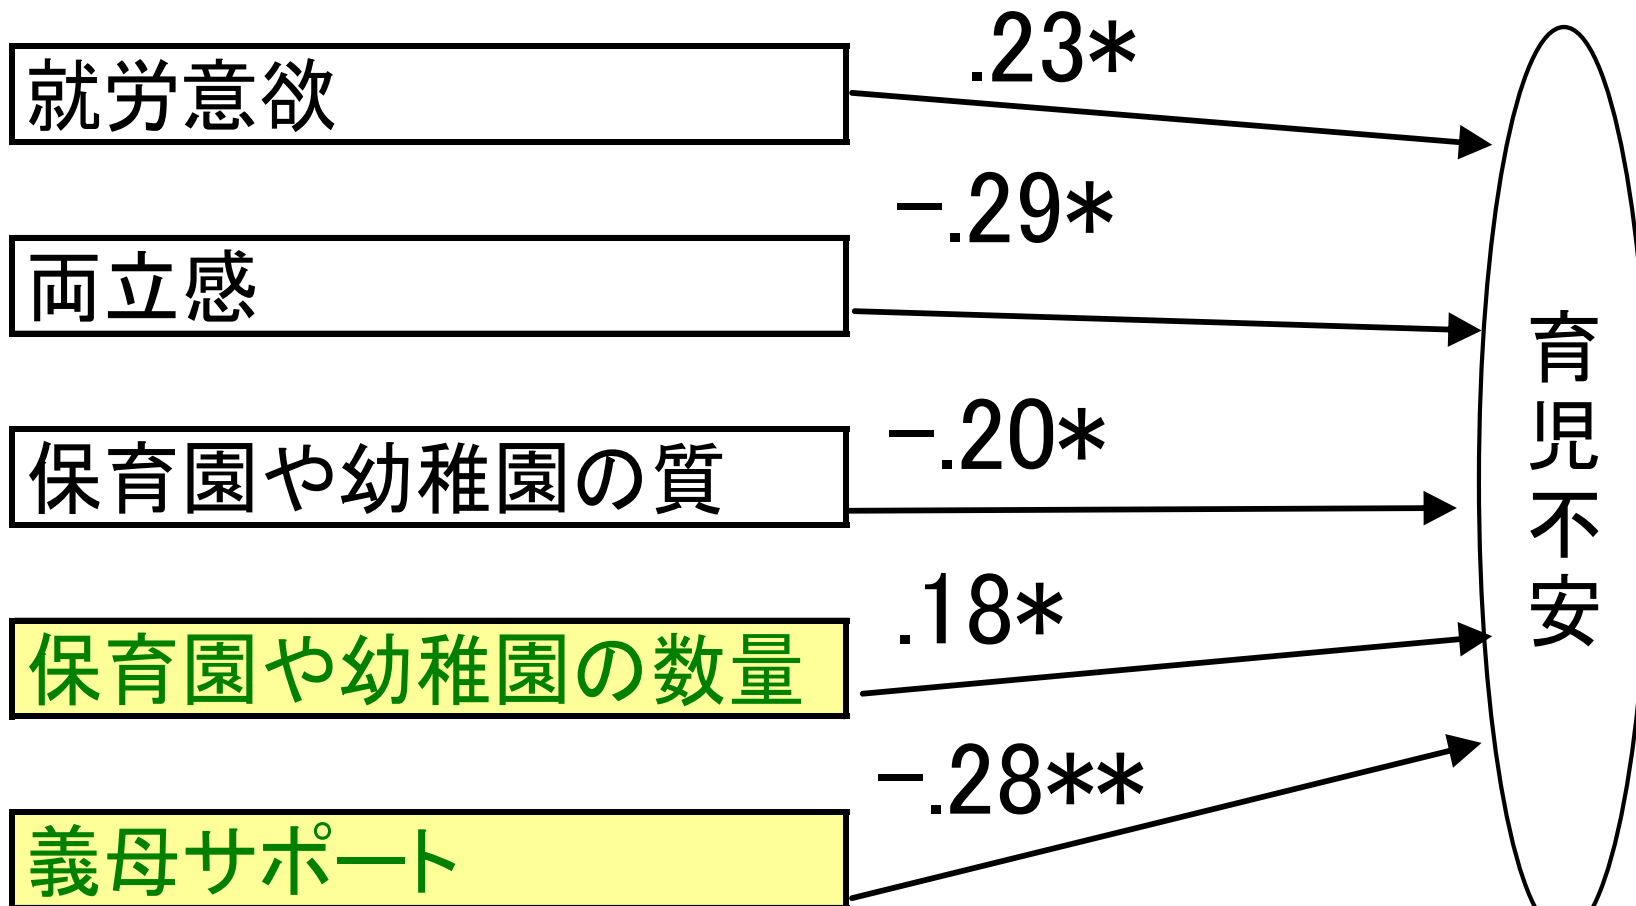 就労意欲
.23*
両立感
−.29*
保育園や幼稚園の質
−.20*
保育園や幼稚園の数量
.18*
義母サポート
−.28**
育児不安